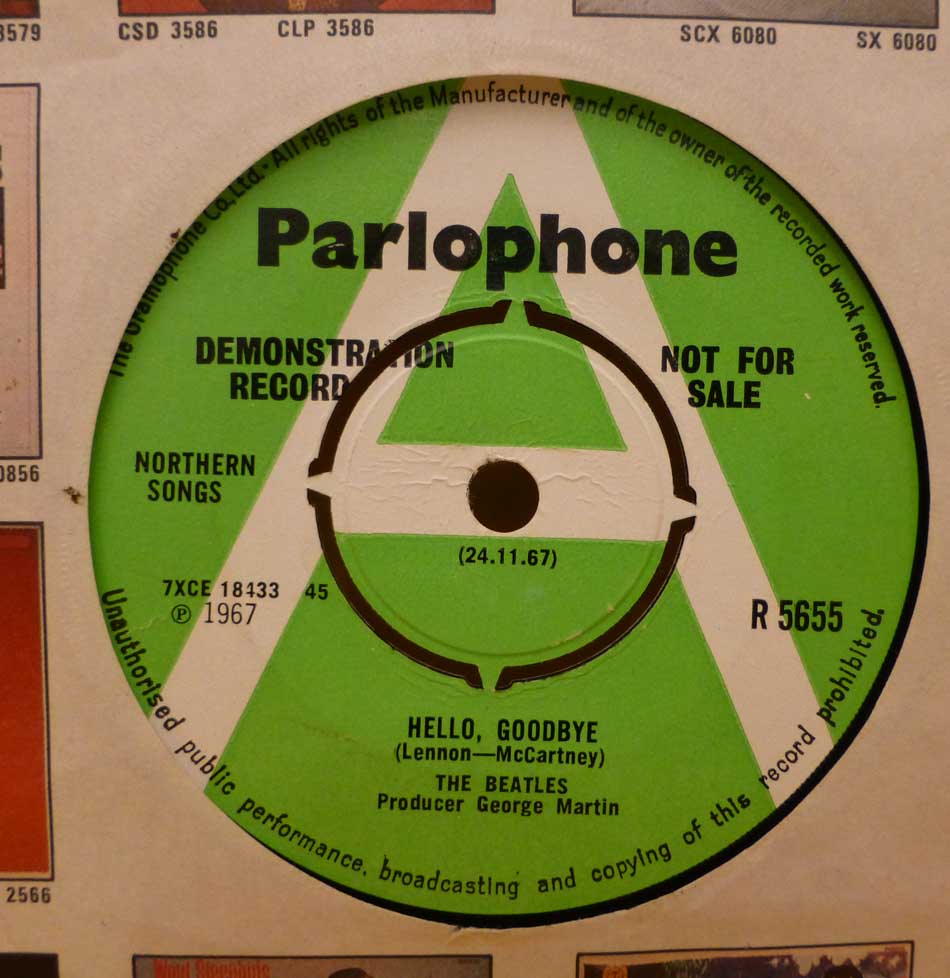 3579
CSD 3586 CLP 3586
SCX 6080 SX 6080
The Gramophone Co, Ltd. · All rights of the Manufacturer and of the owner of the recorded work reserved.
Parlophone
DEMONSTRATION
RECORD
NOT FOR
SALE
NORTHERN
SONGS
0856
(24.11.67)
7XCE 18433 45
℗ 1967
R 5655
HELLO, GOODBYE
(Lennon—McCartney)
THE BEATLES
Producer George Martin
Unauthorised public performance, broadcasting and copying of this record prohibited.
2566